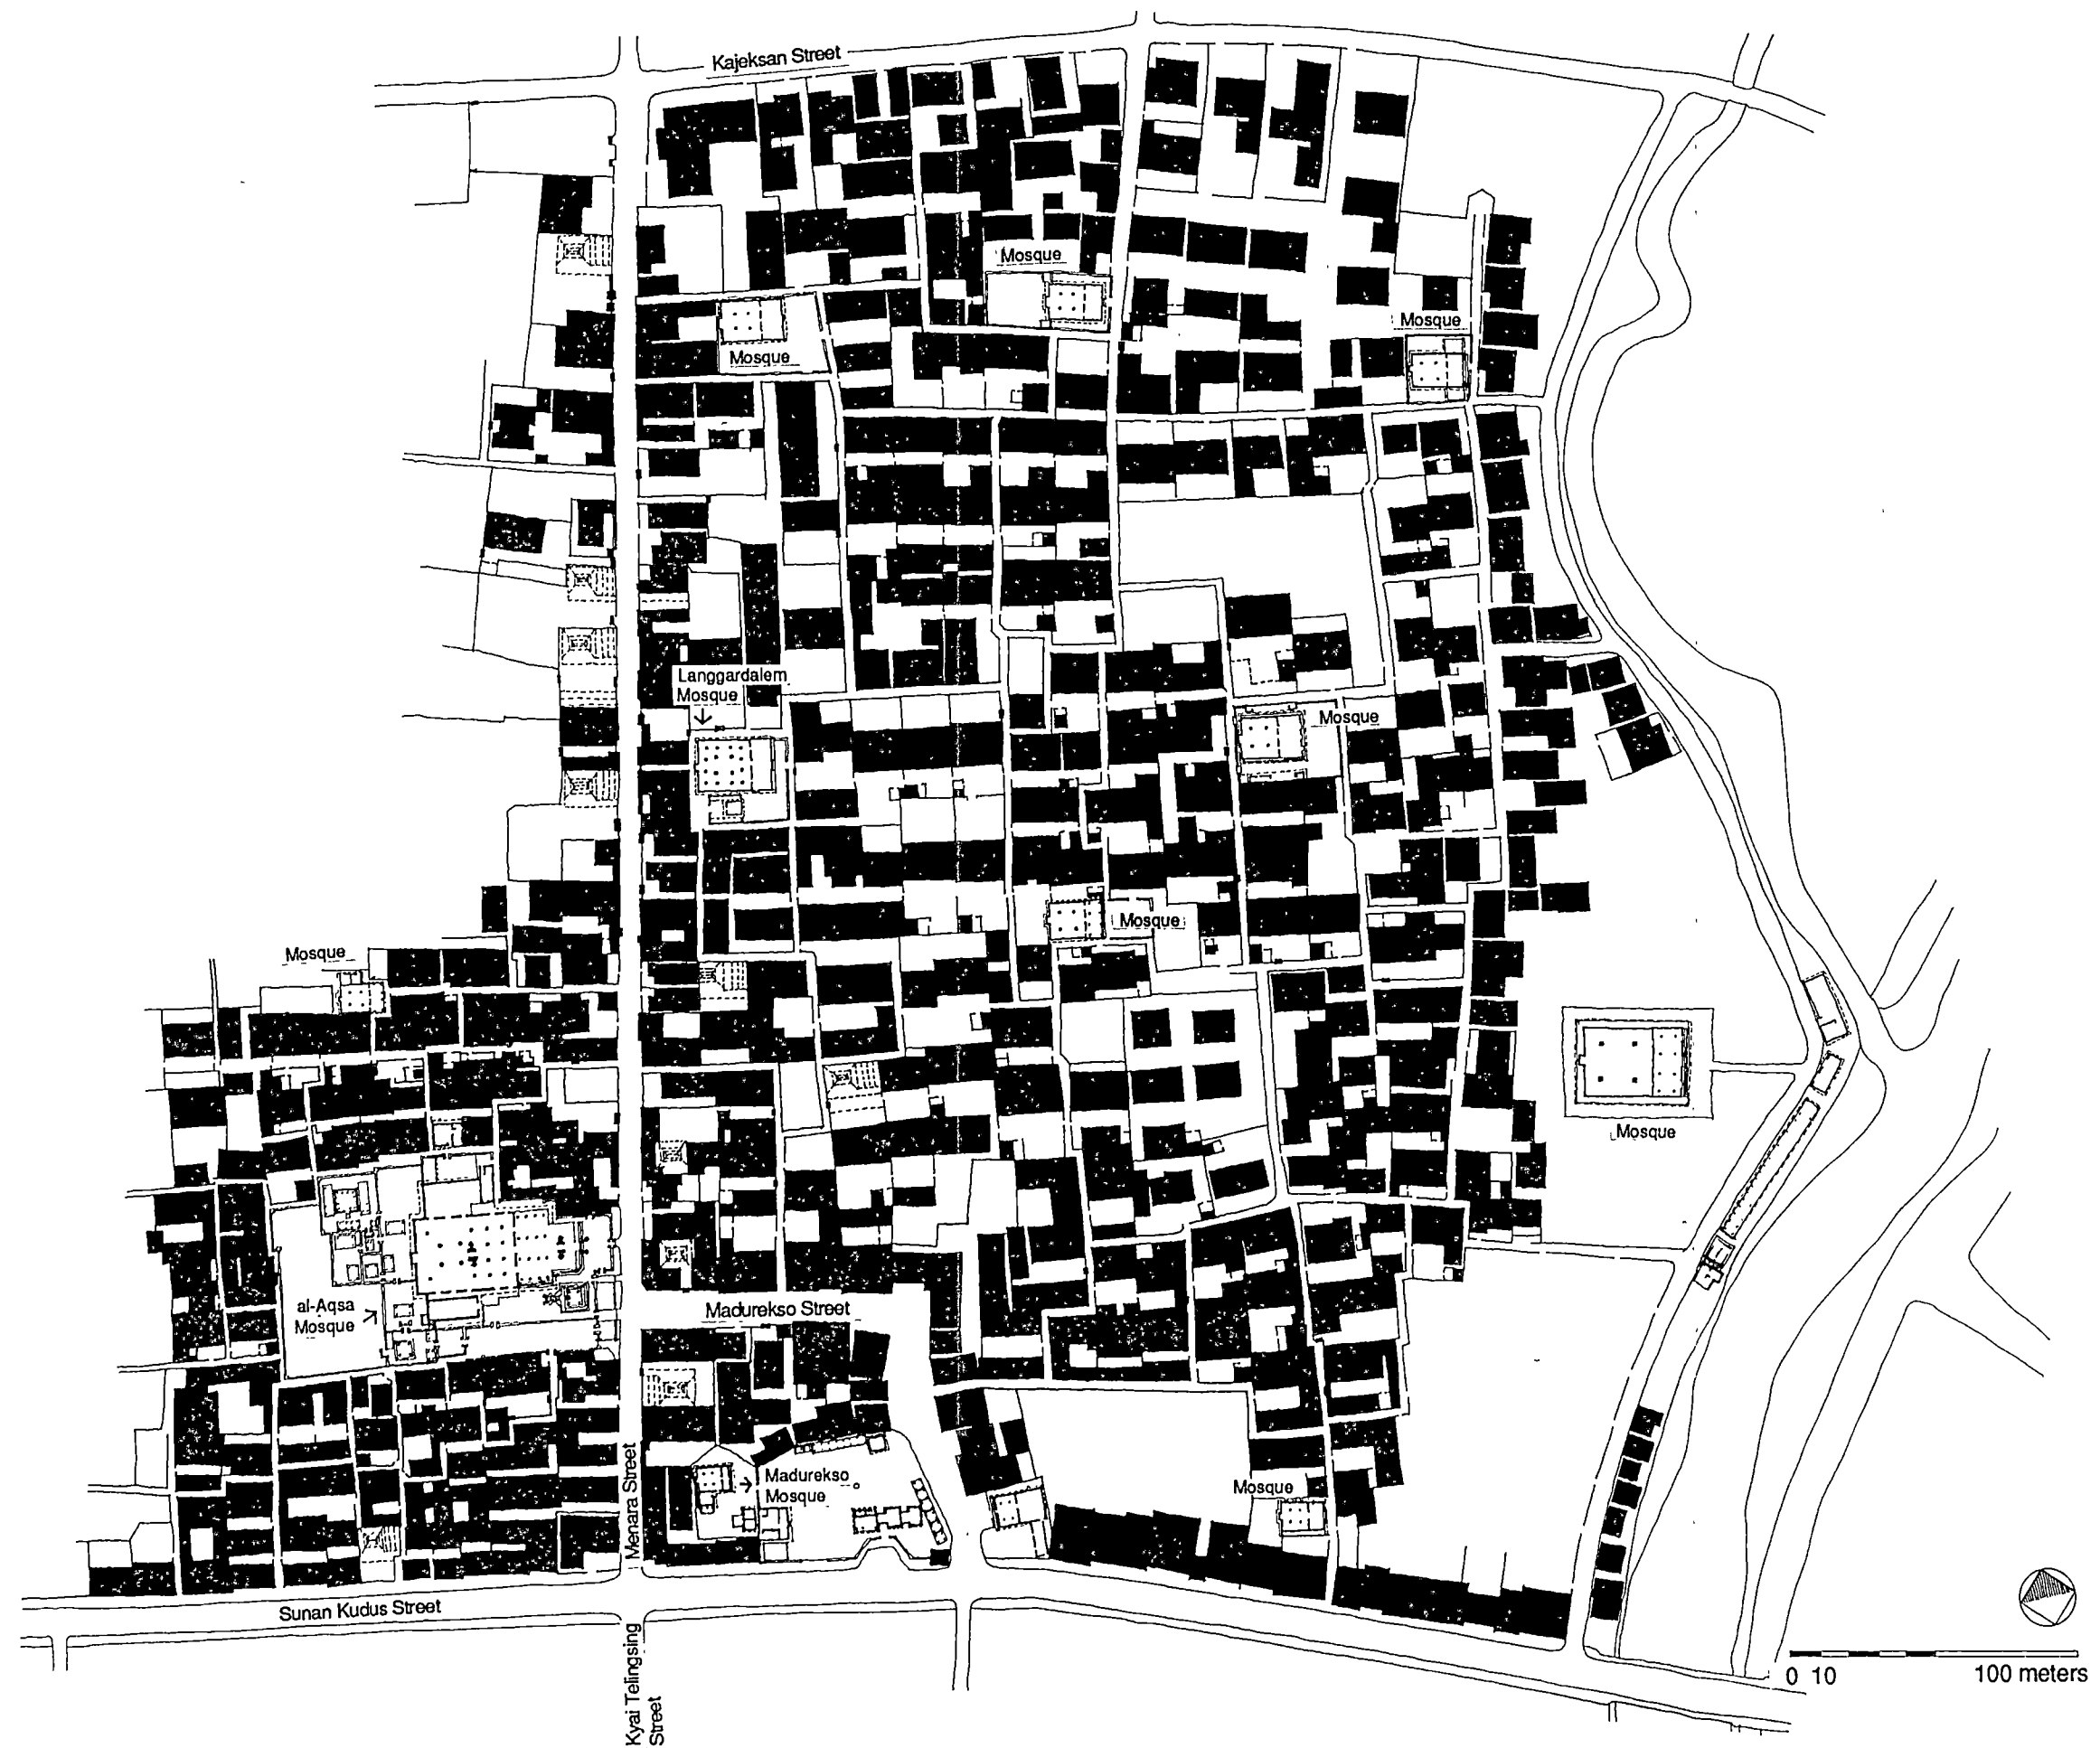 Kajeksan Street
Mosque
Mosque
Mosque
Langgardalem
Mosque
Mosque
Mosque
Mosque
Mosque
al-Aqsa
Mosque
Madurekso Street
Menara Street
Madurekso
Mosque
Mosque
Sunan Kudus Street
Kyai Telingsing
Street
0 10 100 meters